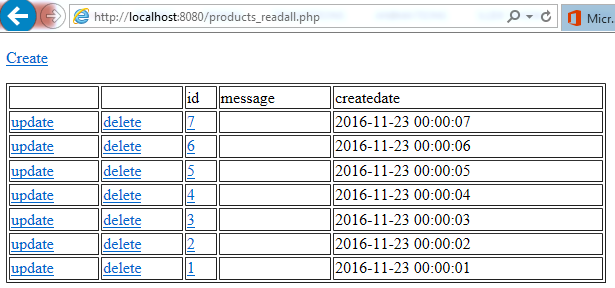 http://localhost:8080/products_readall.php
Micr.
Create
id message createdate
update delete 7 2016-11-23 00:00:07
update delete 6 2016-11-23 00:00:06
update delete 5 2016-11-23 00:00:05
update delete 4 2016-11-23 00:00:04
update delete 3 2016-11-23 00:00:03
update delete 2 2016-11-23 00:00:02
update delete 1 2016-11-23 00:00:01